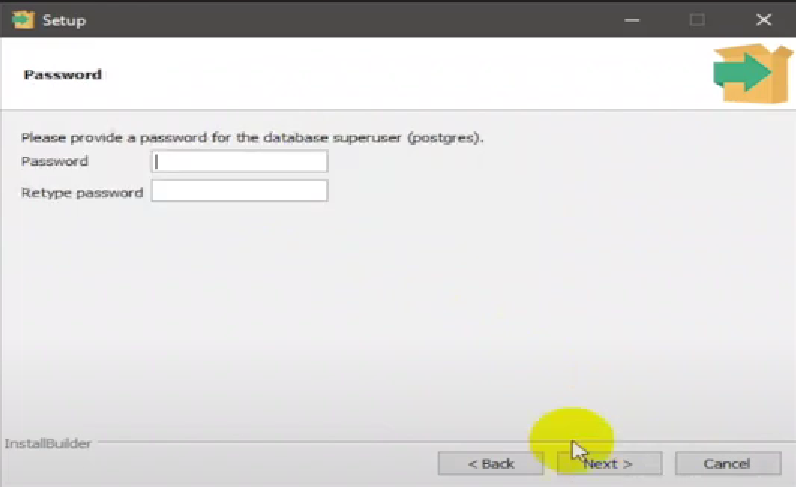 Setup
Password
Please provide a password for the database superuser (postgres).
Password
Retype password
InstallBuilder
< Back
Next >
Cancel